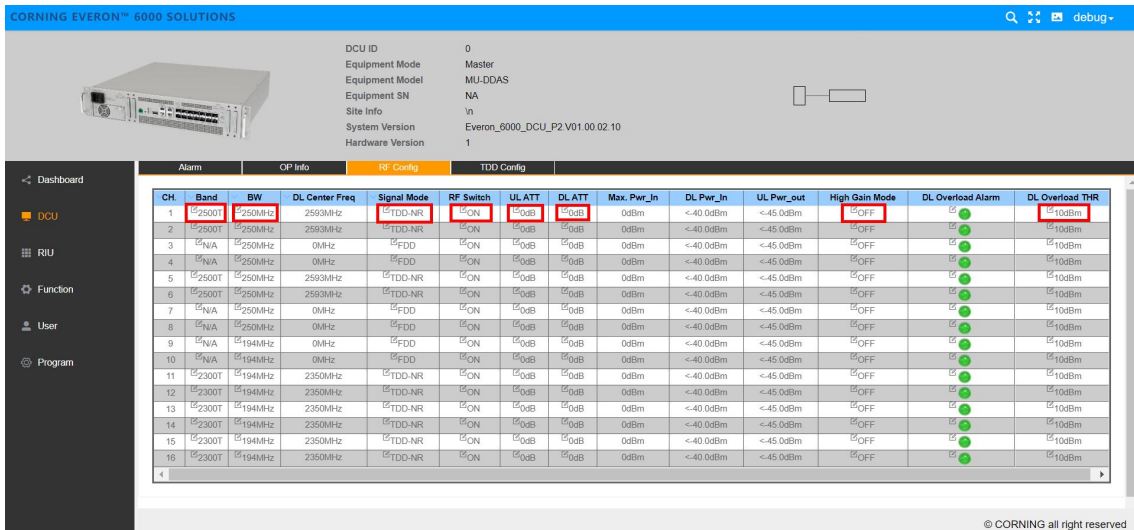 CORNING EVERON™ 6000 SOLUTIONS debug
DCU ID 0
Equipment Mode Master
Equipment Model MU-DDAS
Equipment SN NA
Site Info \n
System Version Everon_6000_DCU_P2.V01.00.02.10
Hardware Version 1
Alarm OP Info RF Config TDD Config
Dashboard
DCU
RIU
Function
User
Program
CH. Band BW DL Center Freq Signal Mode RF Switch UL ATT DL ATT Max. Pwr_In DL Pwr_In UL Pwr_out High Gain Mode DL Overload Alarm DL Overload THR
1 2500T 250MHz 2593MHz TDD-NR ON 0dB 0dB 0dBm <-40.0dBm <-45.0dBm OFF 10dBm
2 2500T 250MHz 2593MHz TDD-NR ON 0dB 0dB 0dBm <-40.0dBm <-45.0dBm OFF 10dBm
3 N/A 250MHz 0MHz FDD ON 0dB 0dB 0dBm <-40.0dBm <-45.0dBm OFF 10dBm
4 N/A 250MHz 0MHz FDD ON 0dB 0dB 0dBm <-40.0dBm <-45.0dBm OFF 10dBm
5 2500T 250MHz 2593MHz TDD-NR ON 0dB 0dB 0dBm <-40.0dBm <-45.0dBm OFF 10dBm
6 2500T 250MHz 2593MHz TDD-NR ON 0dB 0dB 0dBm <-40.0dBm <-45.0dBm OFF 10dBm
7 N/A 250MHz 0MHz FDD ON 0dB 0dB 0dBm <-40.0dBm <-45.0dBm OFF 10dBm
8 N/A 250MHz 0MHz FDD ON 0dB 0dB 0dBm <-40.0dBm <-45.0dBm OFF 10dBm
9 N/A 194MHz 0MHz FDD ON 0dB 0dB 0dBm <-40.0dBm <-45.0dBm OFF 10dBm
10 N/A 194MHz 0MHz FDD ON 0dB 0dB 0dBm <-40.0dBm <-45.0dBm OFF 10dBm
11 2300T 194MHz 2350MHz TDD-NR ON 0dB 0dB 0dBm <-40.0dBm <-45.0dBm OFF 10dBm
12 2300T 194MHz 2350MHz TDD-NR ON 0dB 0dB 0dBm <-40.0dBm <-45.0dBm OFF 10dBm
13 2300T 194MHz 2350MHz TDD-NR ON 0dB 0dB 0dBm <-40.0dBm <-45.0dBm OFF 10dBm
14 2300T 194MHz 2350MHz TDD-NR ON 0dB 0dB 0dBm <-40.0dBm <-45.0dBm OFF 10dBm
15 2300T 194MHz 2350MHz TDD-NR ON 0dB 0dB 0dBm <-40.0dBm <-45.0dBm OFF 10dBm
16 2300T 194MHz 2350MHz TDD-NR ON 0dB 0dB 0dBm <-40.0dBm <-45.0dBm OFF 10dBm
© CORNING all right reserved